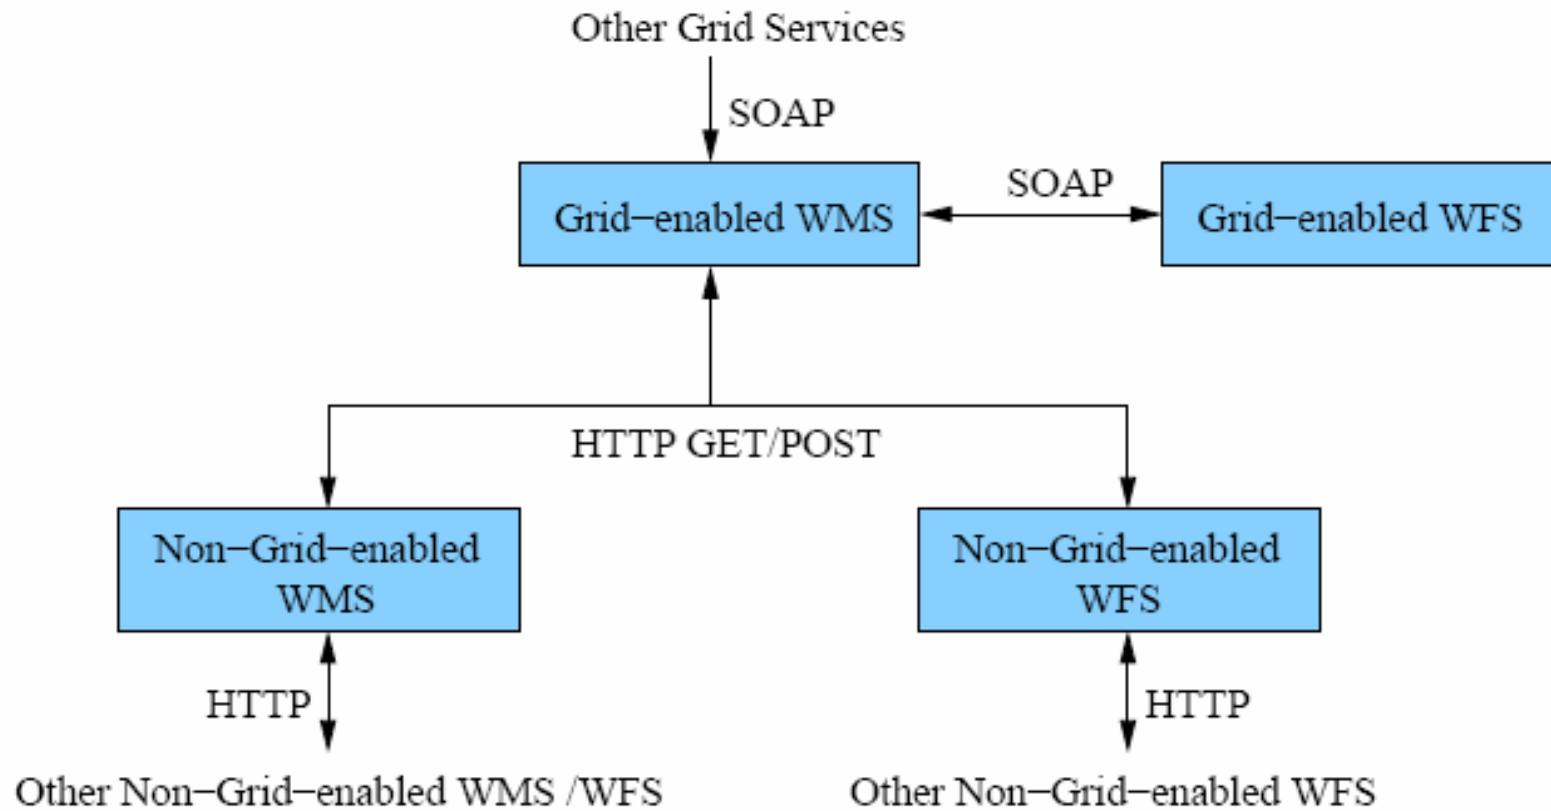 Other Grid Services
SOAP
SOAP
Grid−enabled WMS
Grid−enabled WFS
HTTP GET/POST
Non−Grid−enabled
WMS
Non−Grid−enabled
WFS
HTTP
HTTP
Other Non−Grid−enabled WMS /WFS
Other Non−Grid−enabled WFS